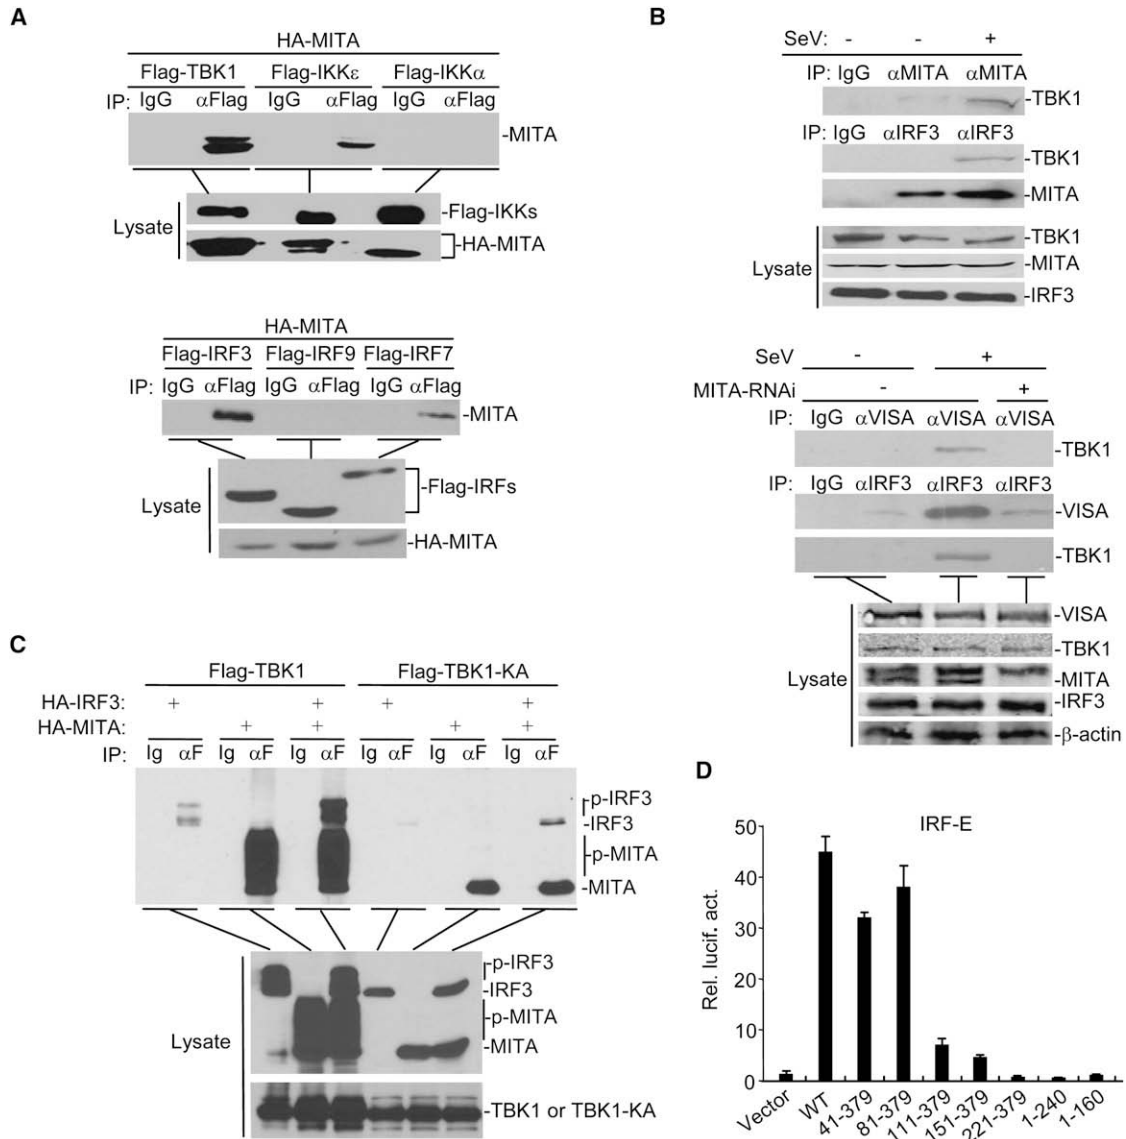 A
HA-MITA
Flag-TBK1 Flag-IKKε Flag-IKKα
IP: IgG αFlag IgG αFlag IgG αFlag
-MITA
Lysate
-Flag-IKKs
-HA-MITA
HA-MITA
Flag-IRF3 Flag-IRF9 Flag-IRF7
IP: IgG αFlag IgG αFlag IgG αFlag
-MITA
Lysate
-Flag-IRFs
-HA-MITA
B
SeV: - - +
IP: IgG αMITA αMITA
-TBK1
IP: IgG αIRF3 αIRF3
-TBK1
-MITA
Lysate
-TBK1
-MITA
-IRF3
SeV - +
MITA-RNAi - +
IP: IgG αVISA αVISA αVISA
-TBK1
IP: IgG αIRF3 αIRF3 αIRF3
-VISA
-TBK1
Lysate
-VISA
-TBK1
-MITA
-IRF3
-β-actin
C
Flag-TBK1 Flag-TBK1-KA
HA-IRF3: + + + +
HA-MITA: + + + +
IP: Ig αF Ig αF Ig αF Ig αF Ig αF Ig αF
-p-IRF3
-IRF3
-p-MITA
-MITA
Lysate
-p-IRF3
-IRF3
-p-MITA
-MITA
-TBK1 or TBK1-KA
D
IRF-E
Rel. lucif. act.
50
40
30
20
10
0
Vector WT 41-379 81-379 111-379 151-379 221-379 1-240 1-160